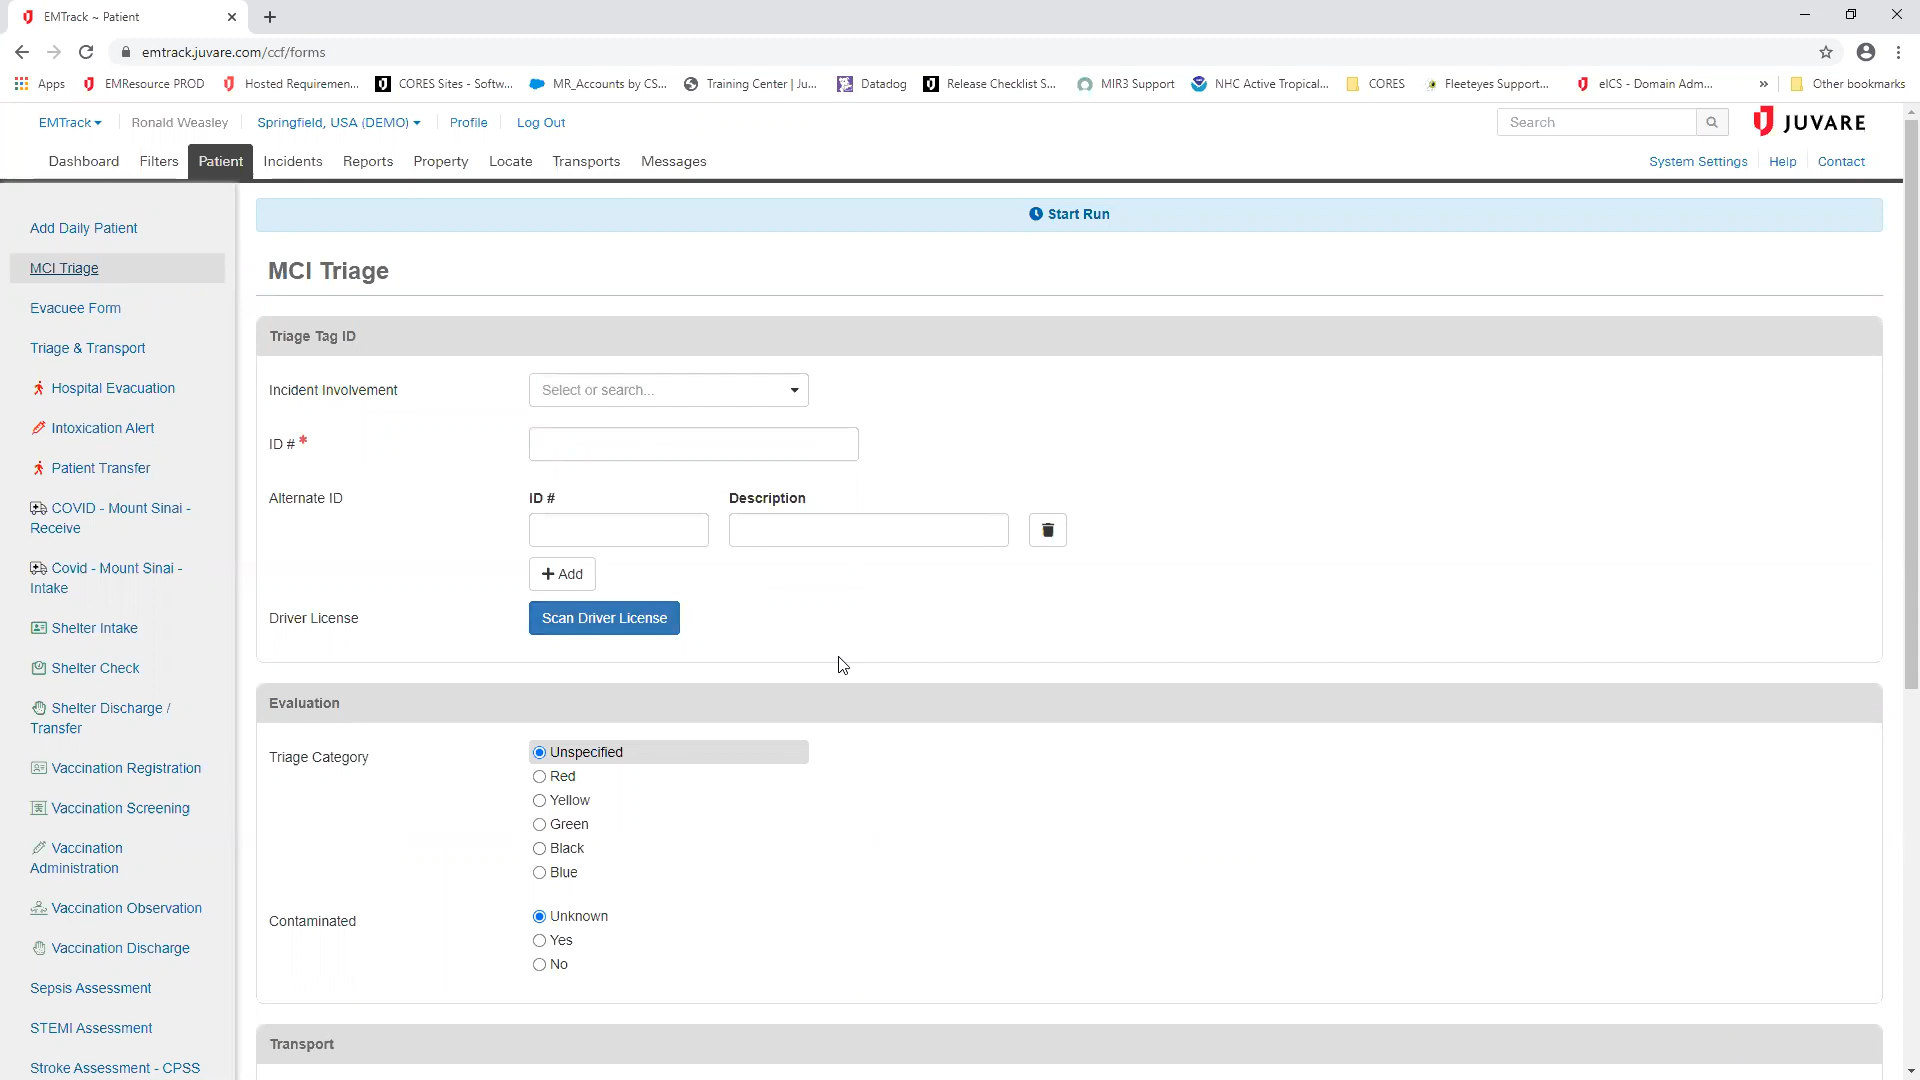 EMTrack ~ Patient
emtrack.juvare.com/ccf/forms
Apps EMResource PROD Hosted Requiremen... CORES Sites - Softw... MR_Accounts by CS... Training Center | Ju... Datadog Release Checklist S... MIR3 Support NHC Active Tropical... CORES Fleeteyes Support... eICS - Domain Adm... » Other bookmarks
EMTrack Ronald Weasley Springfield, USA (DEMO) Profile Log Out Search JUVARE
Dashboard Filters Patient Incidents Reports Property Locate Transports Messages System Settings Help Contact
Add Daily Patient
MCI Triage
Evacuee Form
Triage & Transport
Hospital Evacuation
Intoxication Alert
Patient Transfer
COVID - Mount Sinai -
Receive
Covid - Mount Sinai -
Intake
Shelter Intake
Shelter Check
Shelter Discharge /
Transfer
Vaccination Registration
Vaccination Screening
Vaccination
Administration
Vaccination Observation
Vaccination Discharge
Sepsis Assessment
STEMI Assessment
Stroke Assessment - CPSS
Start Run
MCI Triage
Triage Tag ID
Incident Involvement Select or search...
ID # *
Alternate ID ID # Description
+ Add
Driver License Scan Driver License
Evaluation
Triage Category Unspecified
Red
Yellow
Green
Black
Blue
Contaminated Unknown
Yes
No
Transport